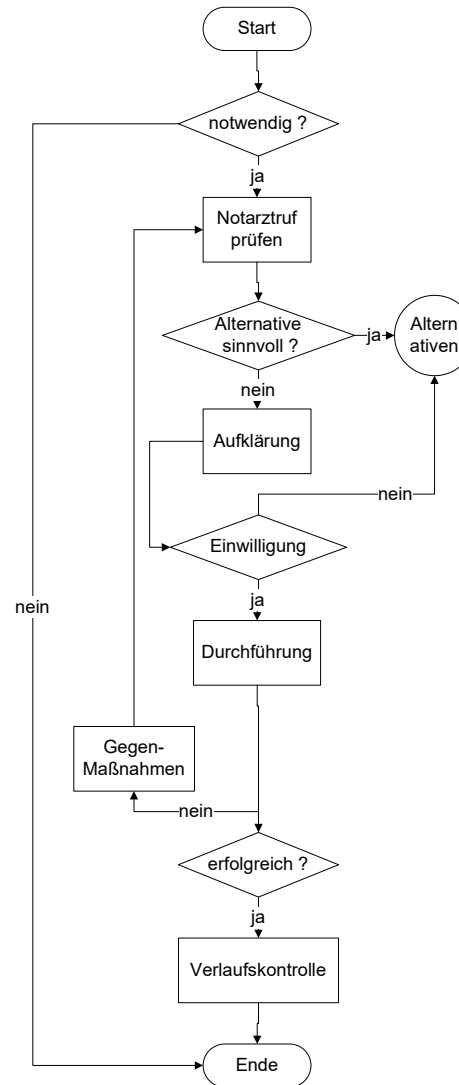 Start
notwendig ?
ja
Notarztruf
prüfen
Alternative
sinnvoll ?
ja
Altern
ativen
nein
Aufklärung
nein
Einwilligung
ja
nein
Durchführung
Gegen-
Maßnahmen
nein
erfolgreich ?
ja
Verlaufskontrolle
Ende